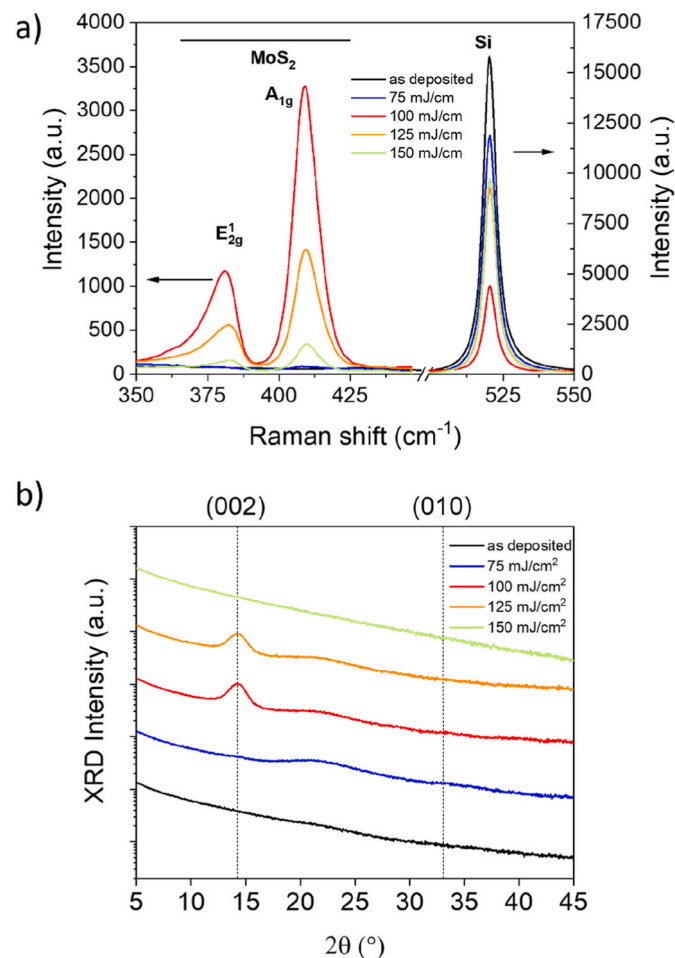 a)
4000
3500
3000
2500
2000
1500
1000
500
0
Intensity (a.u.)
MoS₂
E¹₂g
A₁g
Si
as deposited
75 mJ/cm
100 mJ/cm
125 mJ/cm
150 mJ/cm
17500
15000
12500
10000
7500
5000
2500
0
Intensity (a.u.)
350 375 400 425 525 550
Raman shift (cm⁻¹)
b)
(002) (010)
as deposited
75 mJ/cm²
100 mJ/cm²
125 mJ/cm²
150 mJ/cm²
XRD Intensity (a.u.)
5 10 15 20 25 30 35 40 45
2θ (°)